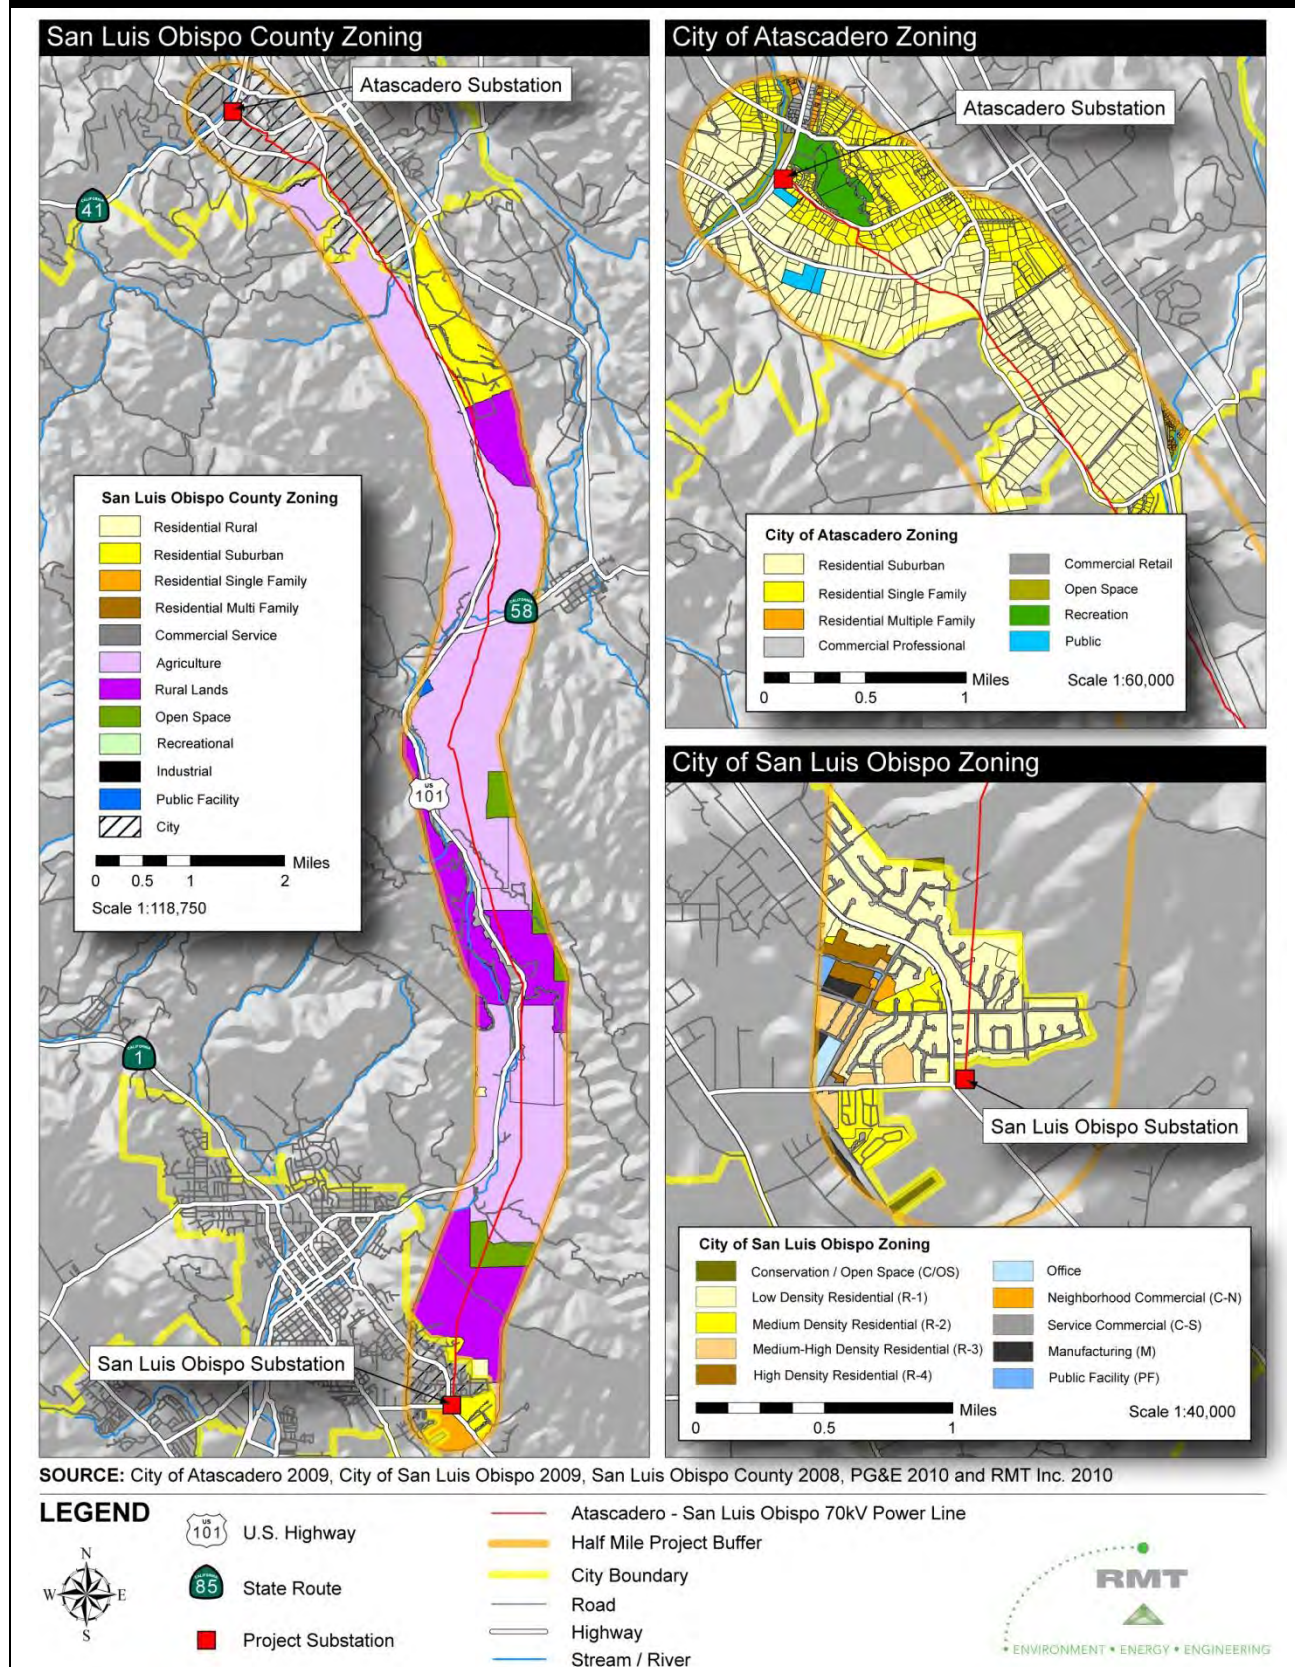 San Luis Obispo County Zoning
Atascadero Substation
CALIFORNIA
41
San Luis Obispo County Zoning
Residential Rural
Residential Suburban
Residential Single Family
Residential Multi Family
Commercial Service
Agriculture
Rural Lands
Open Space
Recreational
Industrial
Public Facility
City
Miles
0 0.5 1 2
Scale 1:118,750
CALIFORNIA
58
US
101
CALIFORNIA
1
San Luis Obispo Substation
City of Atascadero Zoning
Atascadero Substation
City of Atascadero Zoning
Residential Suburban
Residential Single Family
Residential Multiple Family
Commercial Professional
Commercial Retail
Open Space
Recreation
Public
Miles
0 0.5 1
Scale 1:60,000
City of San Luis Obispo Zoning
San Luis Obispo Substation
City of San Luis Obispo Zoning
Conservation / Open Space (C/OS)
Low Density Residential (R-1)
Medium Density Residential (R-2)
Medium-High Density Residential (R-3)
High Density Residential (R-4)
Office
Neighborhood Commercial (C-N)
Service Commercial (C-S)
Manufacturing (M)
Public Facility (PF)
Miles
0 0.5 1
Scale 1:40,000
SOURCE: City of Atascadero 2009, City of San Luis Obispo 2009, San Luis Obispo County 2008, PG&E 2010 and RMT Inc. 2010
LEGEND
N
W E
S
US
101
U.S. Highway
CALIFORNIA
85
State Route
Project Substation
Atascadero - San Luis Obispo 70kV Power Line
Half Mile Project Buffer
City Boundary
Road
Highway
Stream / River
RMT
• ENVIRONMENT • ENERGY • ENGINEERING